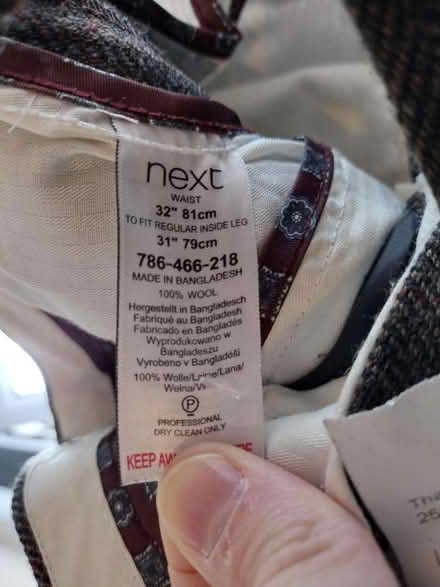 next
WAIST
32" 81cm
TO FIT REGULAR INSIDE LEG
31" 79cm
786-466-218
MADE IN BANGLADESH
100% WOOL
Hergestellt in Bangladesch
Fabriqué au Bangladesh
Fabricado en Bangladés
Wyprodukowano w
Bangladeszu
Vyrobeno v Bangladéši
100% Wolle/Laine/Lana/
Wełna/
P
PROFESSIONAL
DRY CLEAN ONLY
KEEP
25